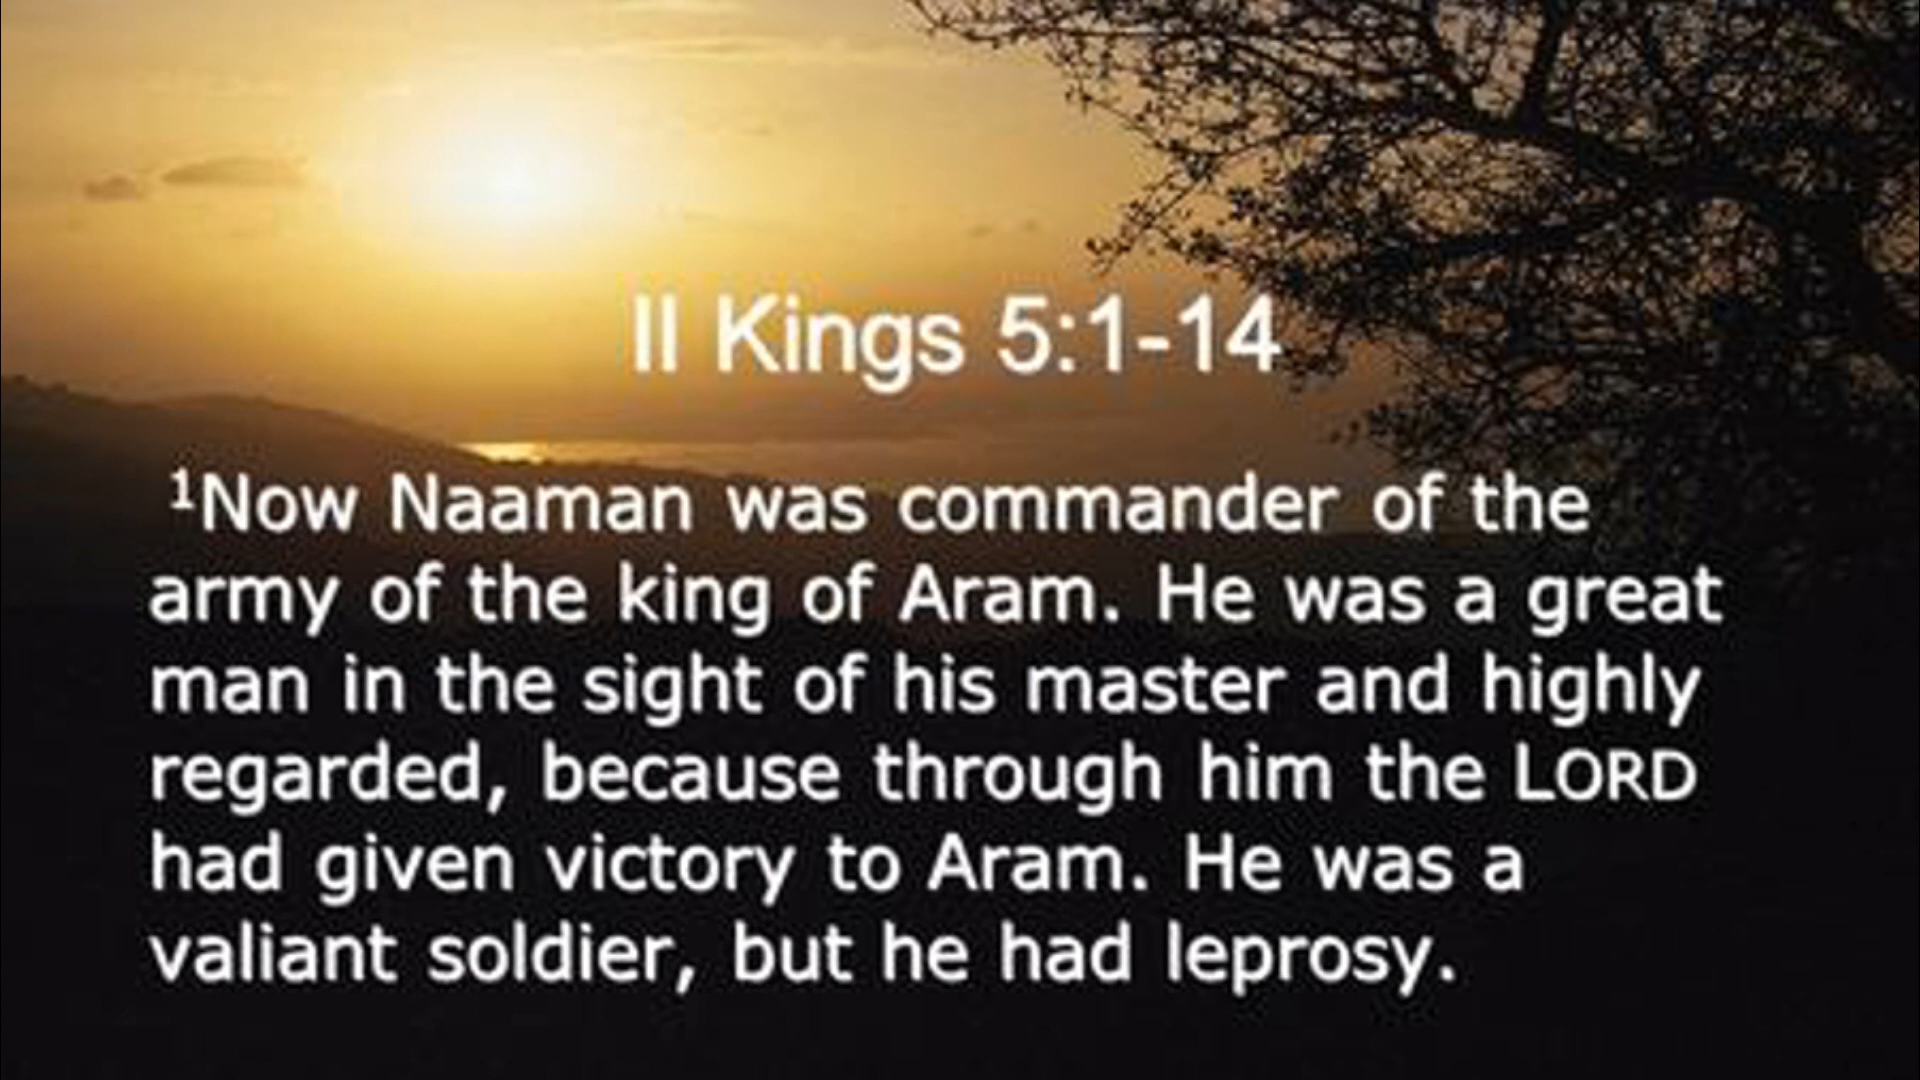 II Kings 5:1-14
¹Now Naaman was commander of the
army of the king of Aram. He was a great
man in the sight of his master and highly
regarded, because through him the LORD
had given victory to Aram. He was a
valiant soldier, but he had leprosy.